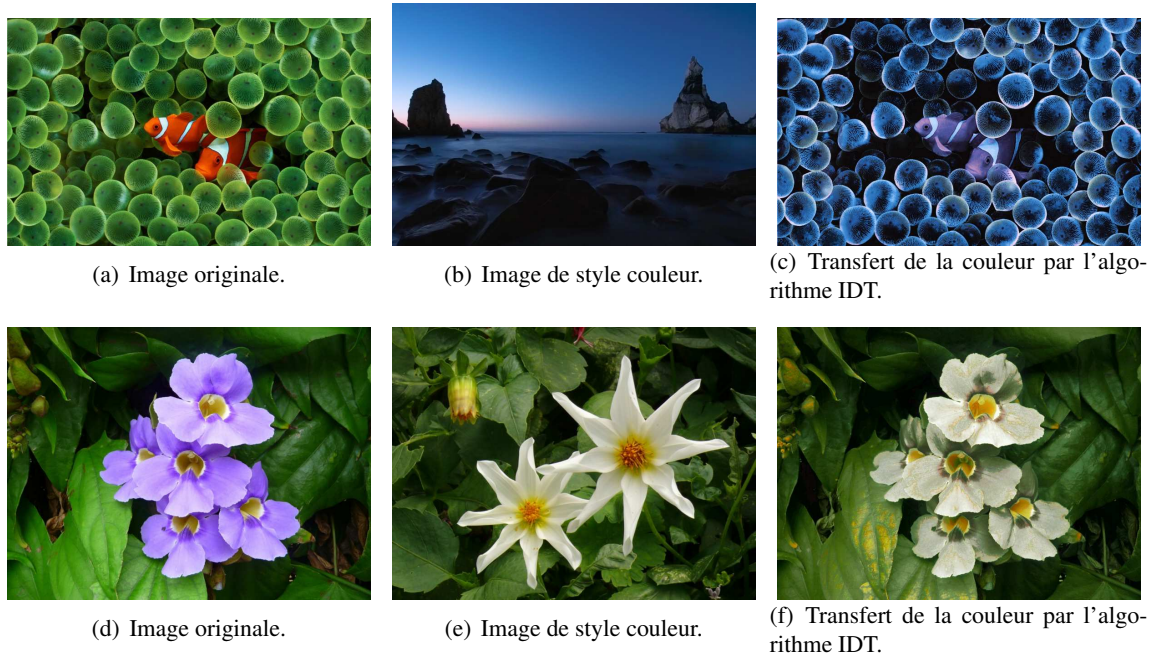 (a) Image originale.
(b) Image de style couleur.
(c) Transfert de la couleur par l'algo-
rithme IDT.
(d) Image originale.
(e) Image de style couleur.
(f) Transfert de la couleur par l'algo-
rithme IDT.